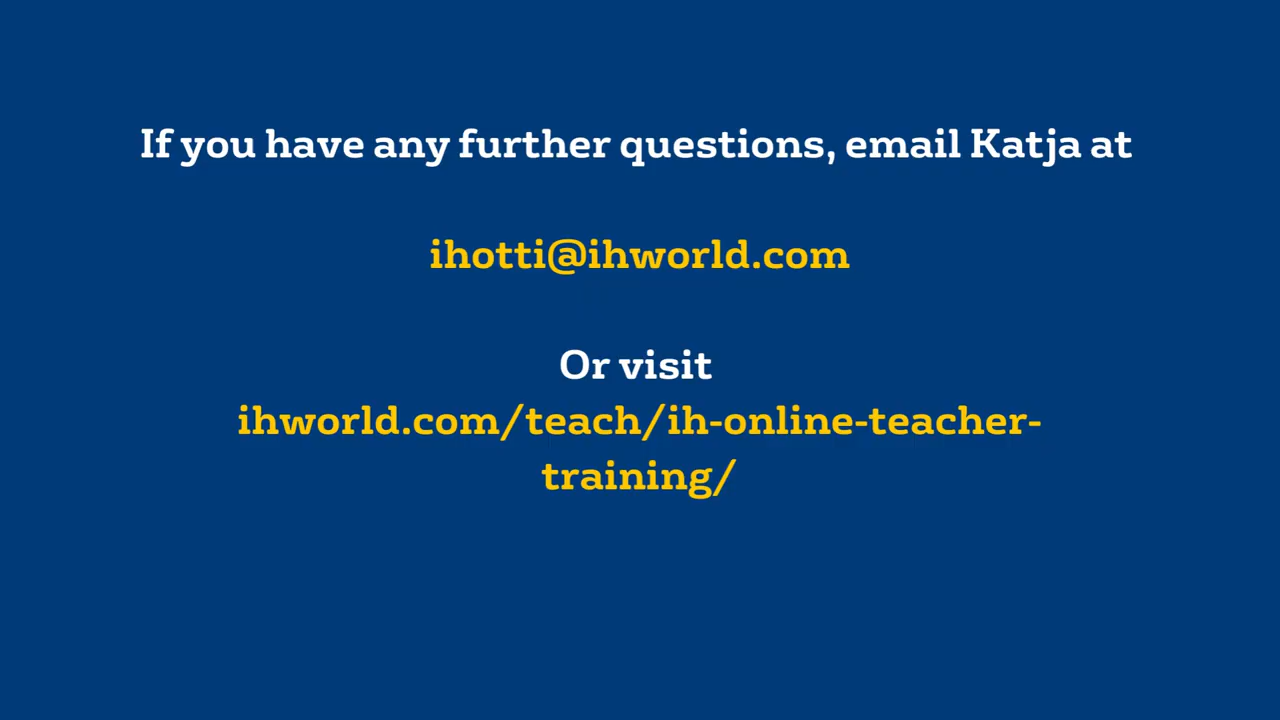 If you have any further questions, email Katja at
ihotti@ihworld.com
Or visit
ihworld.com/teach/ih-online-teacher-
training/